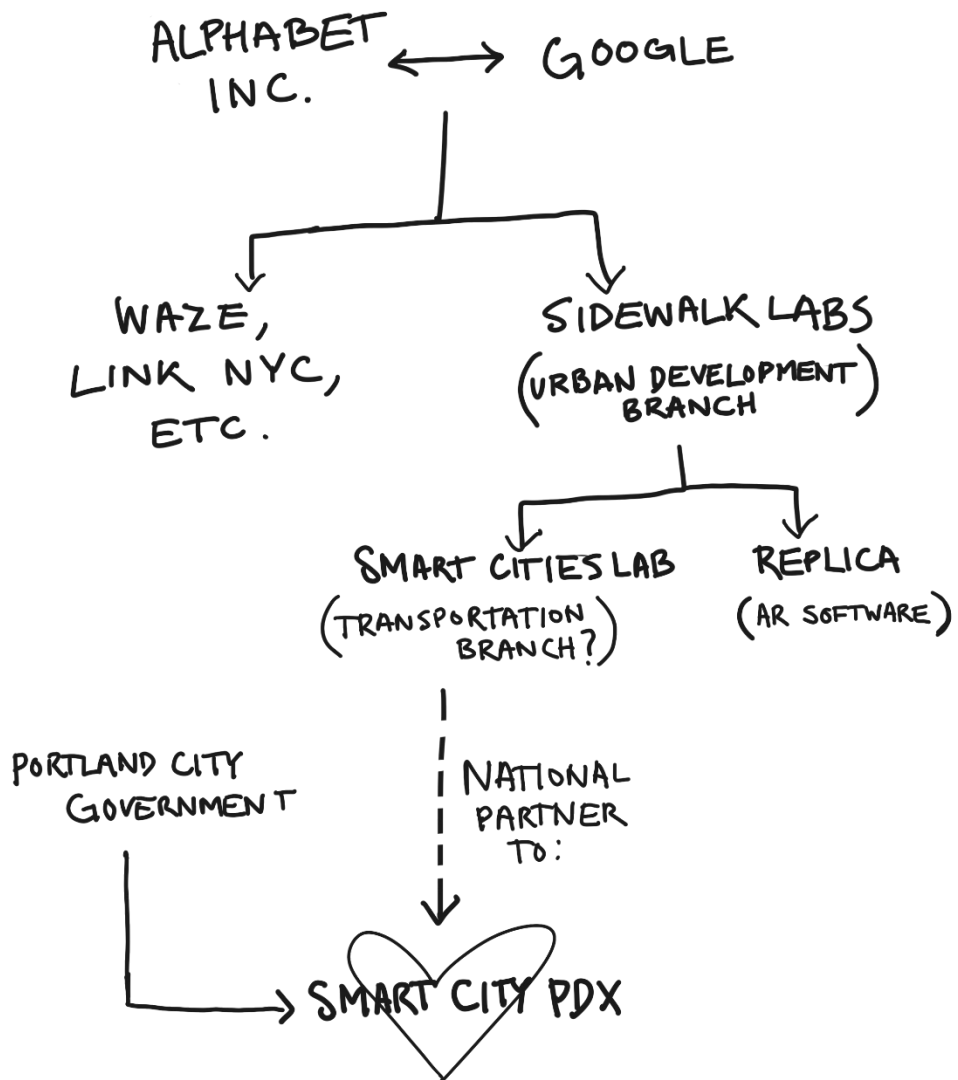 ALPHABET
INC.
GOOGLE
WAZE,
LINK NYC,
ETC.
SIDEWALK LABS
(URBAN DEVELOPMENT
BRANCH)
SMART CITIES LAB
(TRANSPORTATION
BRANCH?)
REPLICA
(AR SOFTWARE)
PORTLAND CITY
GOVERNMENT
NATIONAL
PARTNER
TO:
SMART CITY PDX